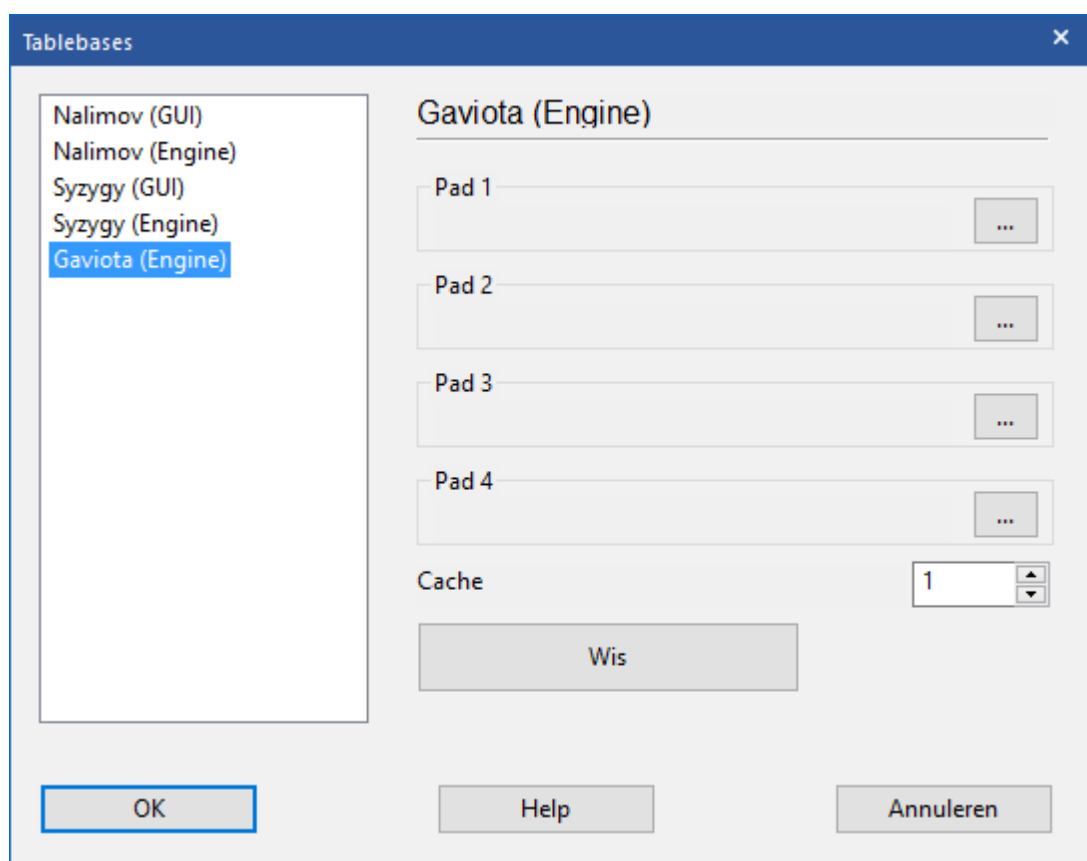 Tablebases
Nalimov (GUI)
Nalimov (Engine)
Syzygy (GUI)
Syzygy (Engine)
Gaviota (Engine)
Gaviota (Engine)
Pad 1
...
Pad 2
...
Pad 3
...
Pad 4
...
Cache 1
Wis
OK Help Annuleren